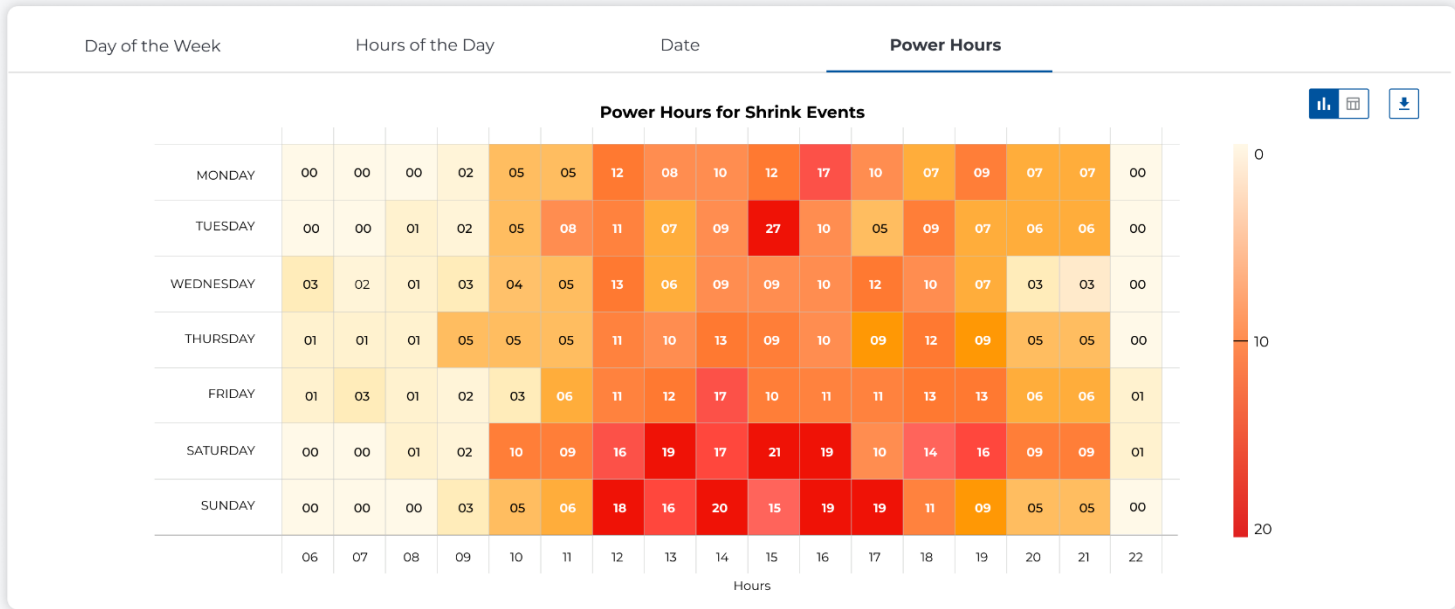 Day of the Week Hours of the Day Date Power Hours
Power Hours for Shrink Events
MONDAY 00 00 00 02 05 05 12 08 10 12 17 10 07 09 07 07 00
TUESDAY 00 00 01 02 05 08 11 07 09 27 10 05 09 07 06 06 00
WEDNESDAY 03 02 01 03 04 05 13 06 09 09 10 12 10 07 03 03 00
THURSDAY 01 01 01 05 05 05 11 10 13 09 10 09 12 09 05 05 00
FRIDAY 01 03 01 02 03 06 11 12 17 10 11 11 13 13 06 06 01
SATURDAY 00 00 01 02 10 09 16 19 17 21 19 10 14 16 09 09 01
SUNDAY 00 00 00 03 05 06 18 16 20 15 19 19 11 09 05 05 00
06 07 08 09 10 11 12 13 14 15 16 17 18 19 20 21 22
Hours
0
10
20